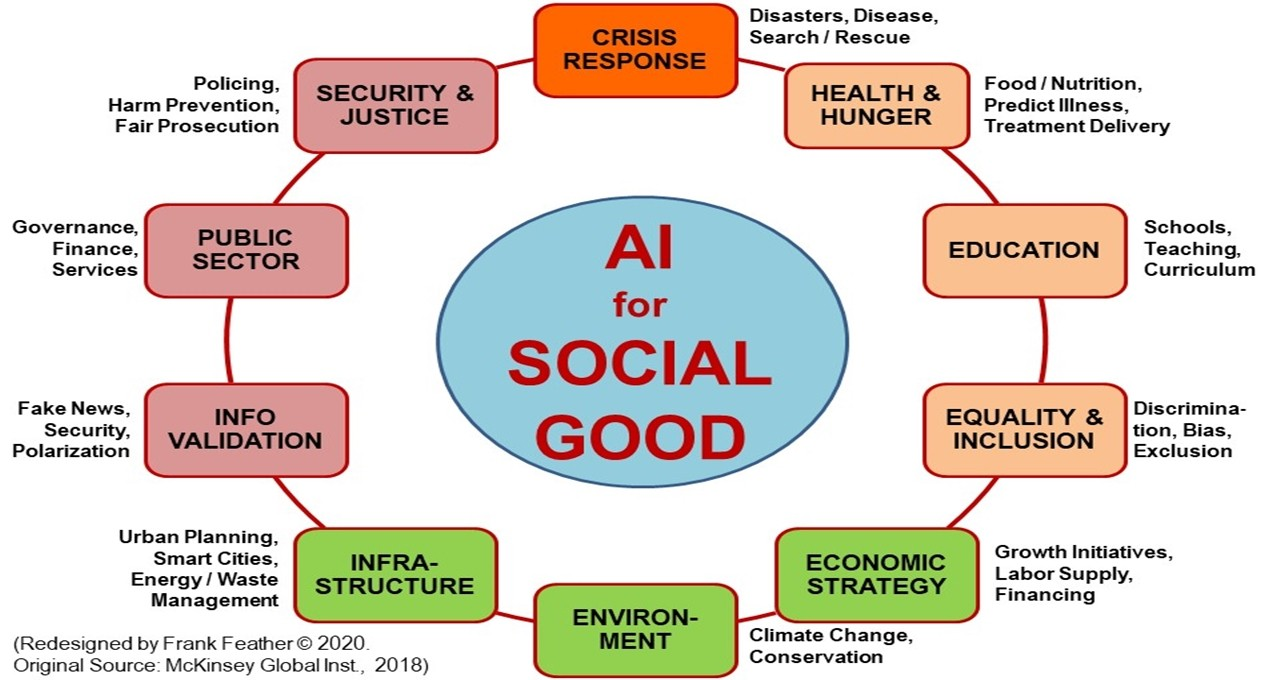 CRISIS
RESPONSE
Disasters, Disease,
Search / Rescue
HEALTH &
HUNGER
Food / Nutrition,
Predict Illness,
Treatment Delivery
EDUCATION
Schools,
Teaching,
Curriculum
EQUALITY &
INCLUSION
Discrimina-
tion, Bias,
Exclusion
ECONOMIC
STRATEGY
Growth Initiatives,
Labor Supply,
Financing
ENVIRON-
MENT
Climate Change,
Conservation
INFRA-
STRUCTURE
Urban Planning,
Smart Cities,
Energy / Waste
Management
INFO
VALIDATION
Fake News,
Security,
Polarization
PUBLIC
SECTOR
Governance,
Finance,
Services
SECURITY &
JUSTICE
Policing,
Harm Prevention,
Fair Prosecution
AI
for
SOCIAL
GOOD
(Redesigned by Frank Feather © 2020.
Original Source: McKinsey Global Inst., 2018)